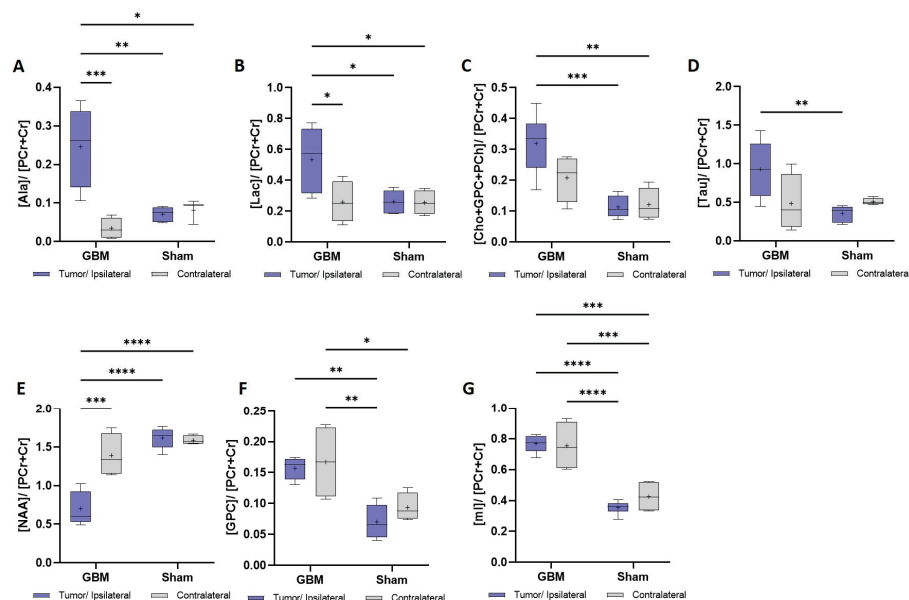 *
**
***
A
[Ala]/ [PCr+Cr]
0.4
0.3
0.2
0.1
0.0
GBM Sham
Tumor/ Ipsilateral Contralateral
*
*
*
B
[Lac]/ [PCr+Cr]
1.0
0.8
0.6
0.4
0.2
0.0
GBM Sham
Tumor/ Ipsilateral Contralateral
**
***
C
[Cho+GPC+PCh]/ [PCr+Cr]
0.5
0.4
0.3
0.2
0.1
0.0
GBM Sham
Tumor/ Ipsilateral Contralateral
D
**
[Tau]/ [PCr+Cr]
2.0
1.5
1.0
0.5
0.0
GBM Sham
Tumor/ Ipsilateral Contralatera
****
****
***
E
[NAA]/ [PCr+Cr]
2.0
1.5
1.0
0.5
0.0
GBM Sham
Tumor/ Ipsilateral Contralateral
*
**
**
F
[GPC]/ [PCr+Cr]
0.25
0.20
0.15
0.10
0.05
0.00
GBM Sham
Tumor/ Ipsilateral Contralateral
***
***
****
****
G
[mI]/ [PCr+Cr]
1.0
0.8
0.6
0.4
0.2
0.0
GBM Sham
Tumor/ Ipsilateral Contralateral